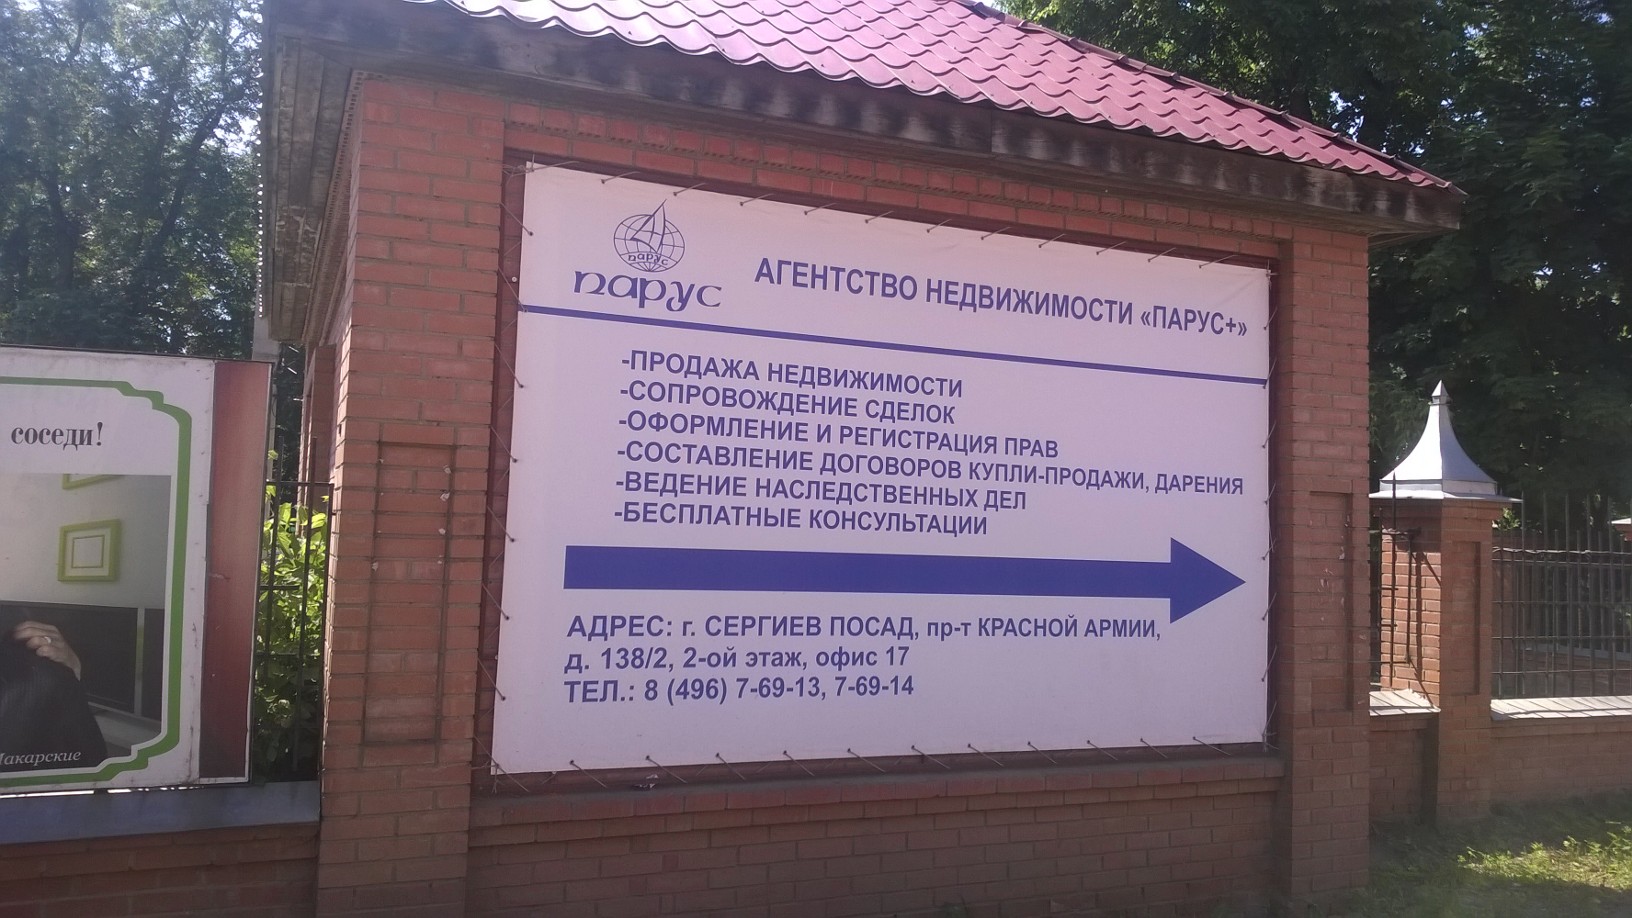 соседи!
Макарские
парус
парус
АГЕНТСТВО НЕДВИЖИМОСТИ «ПАРУС+»
-ПРОДАЖА НЕДВИЖИМОСТИ
-СОПРОВОЖДЕНИЕ СДЕЛОК
-ОФОРМЛЕНИЕ И РЕГИСТРАЦИЯ ПРАВ
-СОСТАВЛЕНИЕ ДОГОВОРОВ КУПЛИ-ПРОДАЖИ, ДАРЕНИЯ
-ВЕДЕНИЕ НАСЛЕДСТВЕННЫХ ДЕЛ
-БЕСПЛАТНЫЕ КОНСУЛЬТАЦИИ
АДРЕС: г. СЕРГИЕВ ПОСАД, пр-т КРАСНОЙ АРМИИ,
д. 138/2, 2-ой этаж, офис 17
ТЕЛ.: 8 (496) 7-69-13, 7-69-14